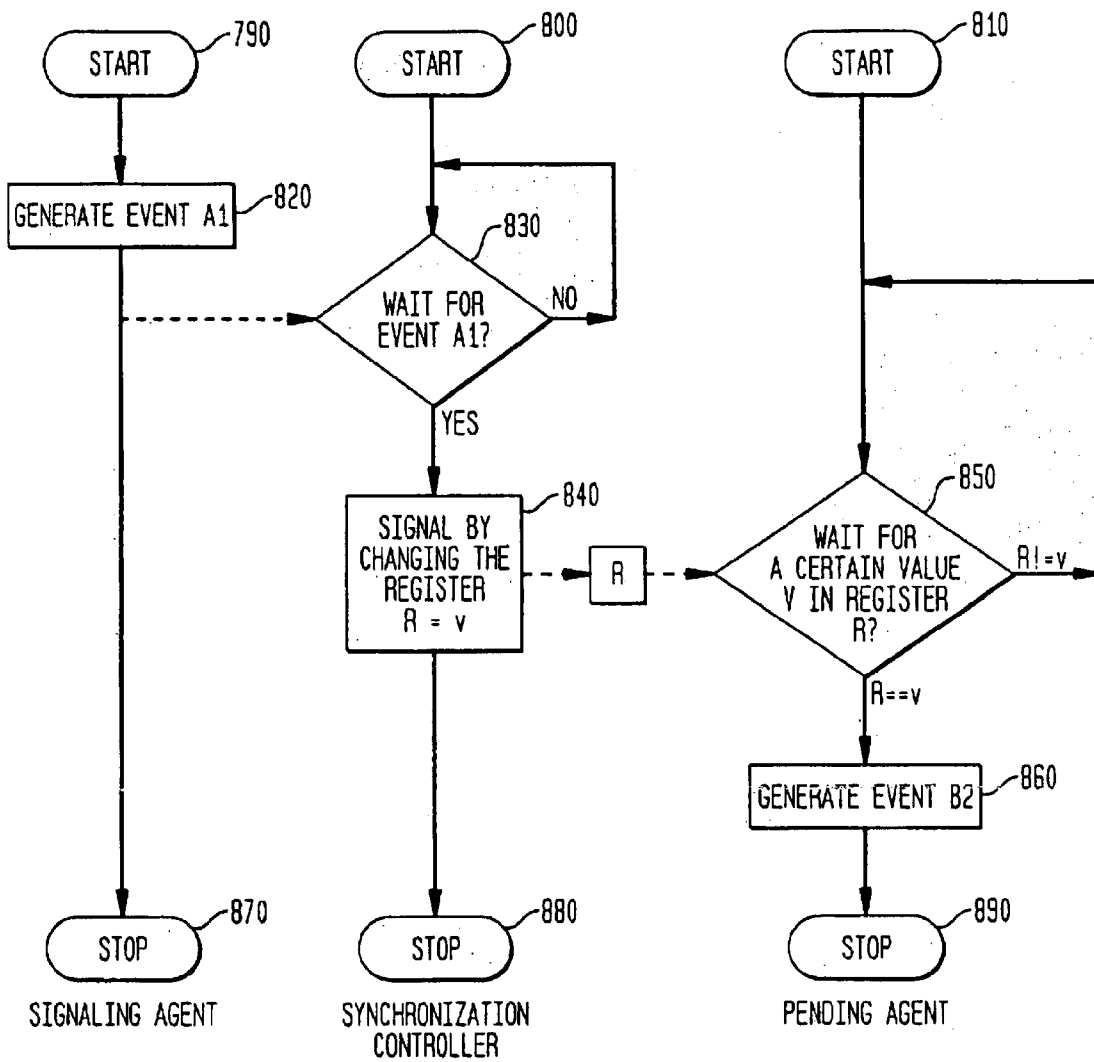 START
790
START
800
START
810
GENERATE EVENT A1
820
WAIT FOR
EVENT A1?
830
NO
YES
SIGNAL BY
CHANGING THE
REGISTER
R = v
840
R
WAIT FOR
A CERTAIN VALUE
V IN REGISTER
R?
850
R!=v
R==v
GENERATE EVENT B2
860
STOP
870
STOP
880
STOP
890
SIGNALING AGENT
SYNCHRONIZATION
CONTROLLER
PENDING AGENT